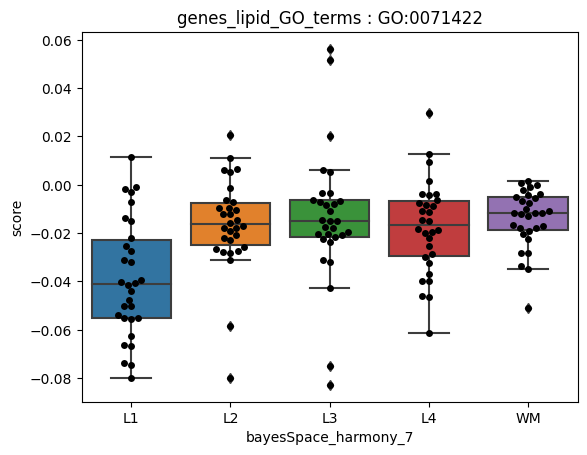 genes_lipid_GO_terms : GO:0071422
0.06
0.04
0.02
0.00
−0.02
−0.04
−0.06
−0.08
score
L1 L2 L3 L4 WM
bayesSpace_harmony_7